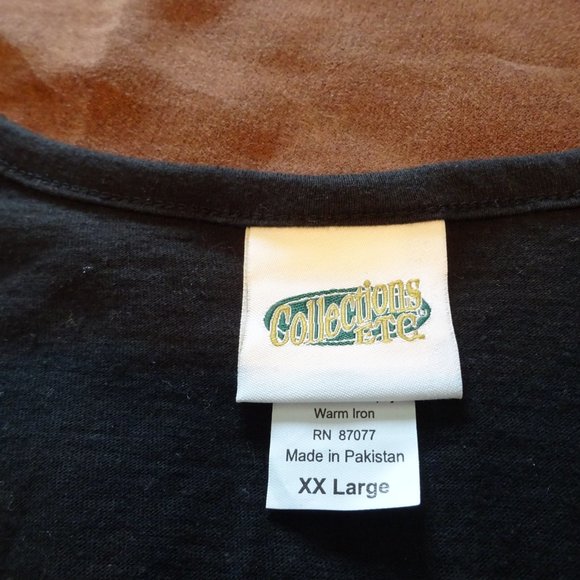 Collections
ETC.
Warm Iron
RN 87077
Made in Pakistan
XX Large